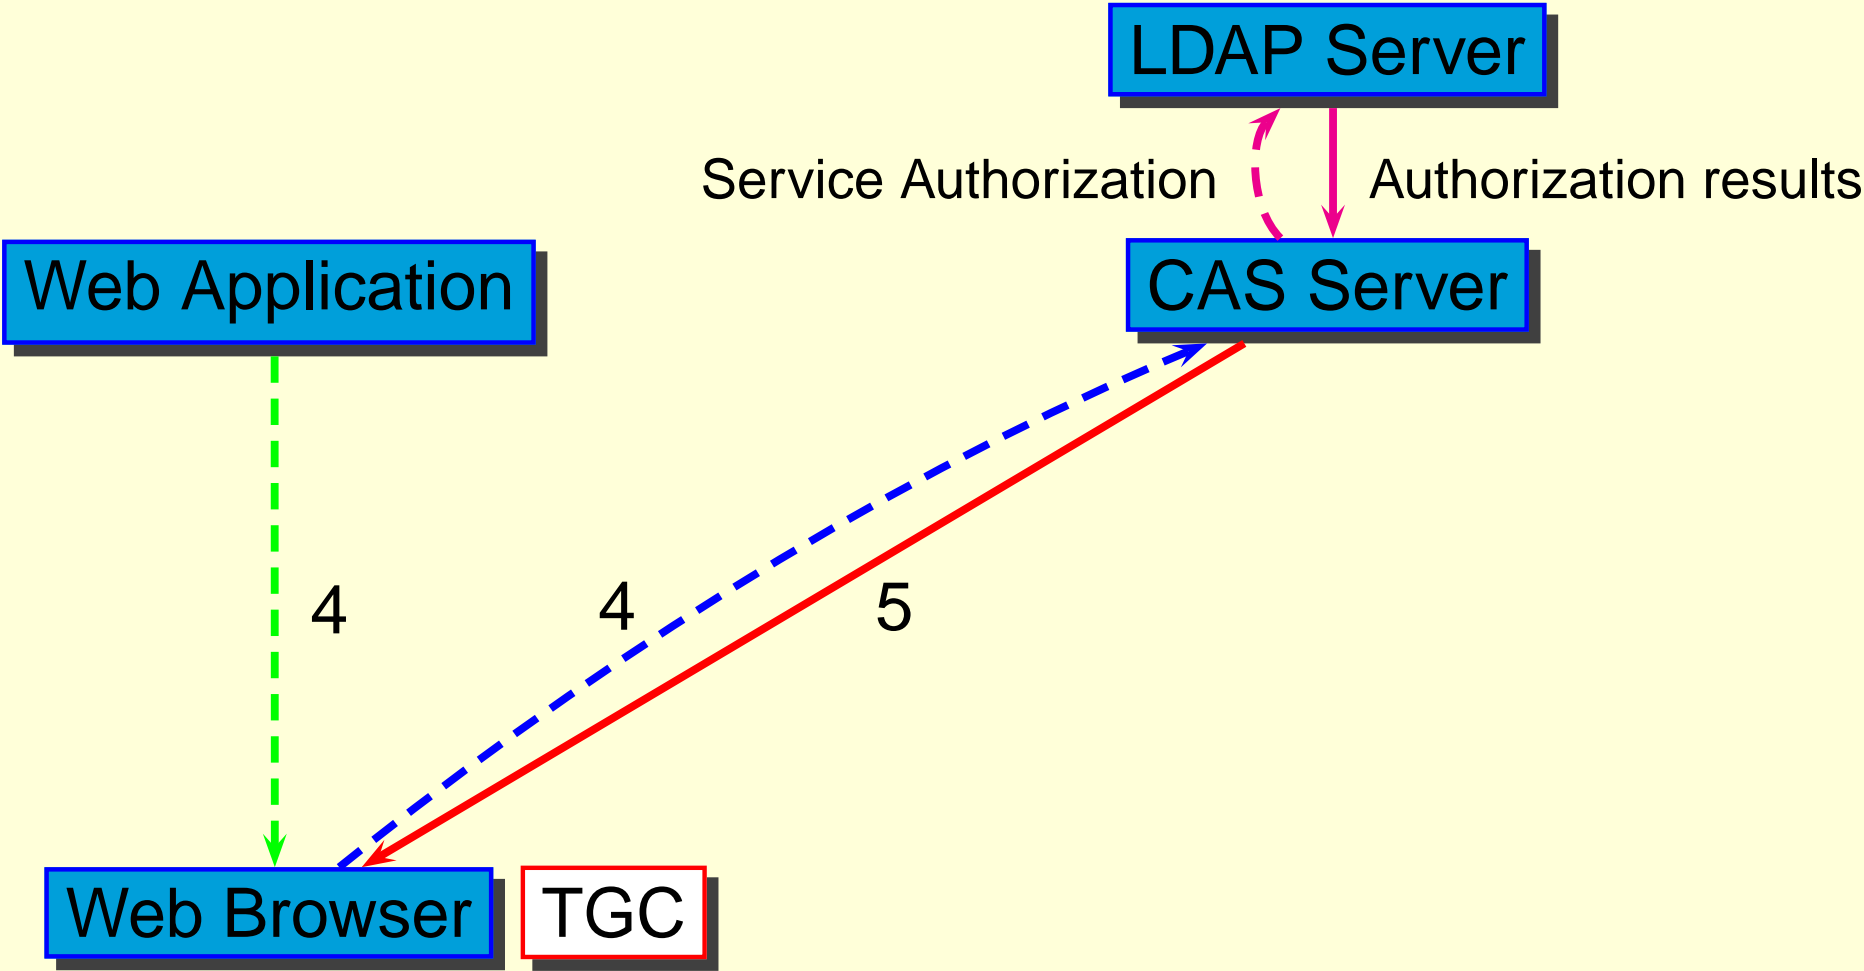 LDAP Server
Service Authorization
Authorization results
Web Application
CAS Server
4
4
5
Web Browser
TGC